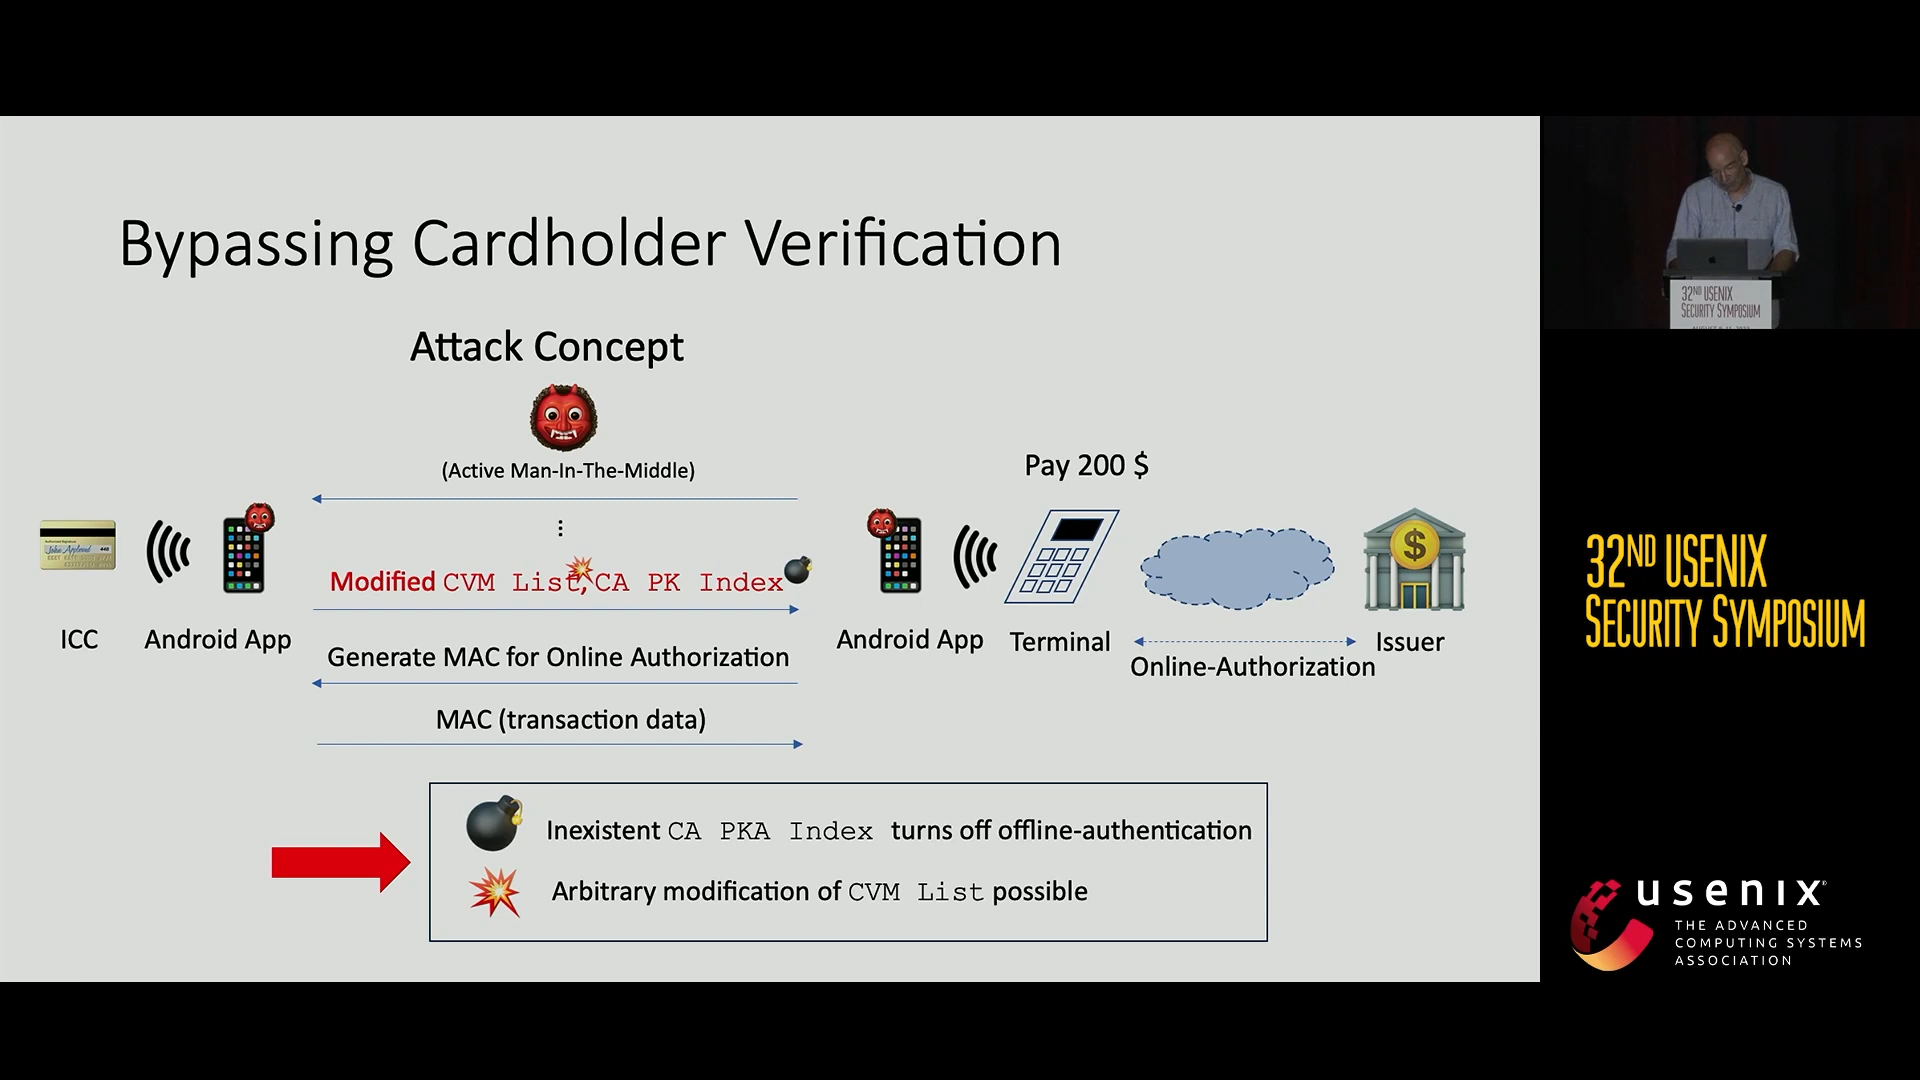 Bypassing Cardholder Verification
Attack Concept
(Active Man-In-The-Middle)
Pay 200 $
Modified CVM List, CA PK Index
ICC
Android App
Android App
Terminal
Issuer
Generate MAC for Online Authorization
Online-Authorization
MAC (transaction data)
Inexistent CA PKA Index turns off offline-authentication
Arbitrary modification of CVM List possible
32ND USENIX
SECURITY SYMPOSIUM
32ND USENIX
SECURITY SYMPOSIUM
usenix
THE ADVANCED
COMPUTING SYSTEMS
ASSOCIATION